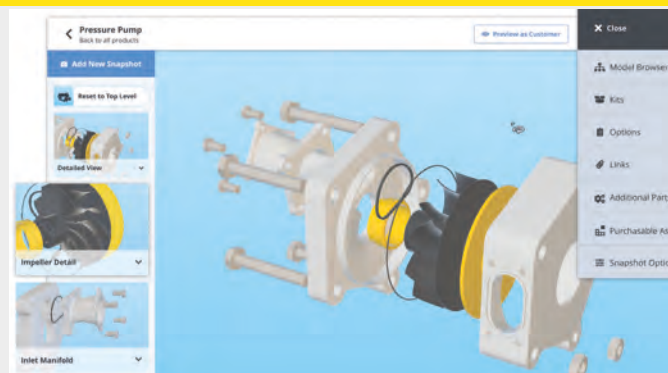 Pressure Pump
Back to all products
Preview as Customer
Close
Add New Snapshot
Reset to Top Level
Detailed View
Impeller Detail
Inlet Manifold
Model Browser
Kits
Options
Links
Additional Part
Purchasable As
Snapshot Optio